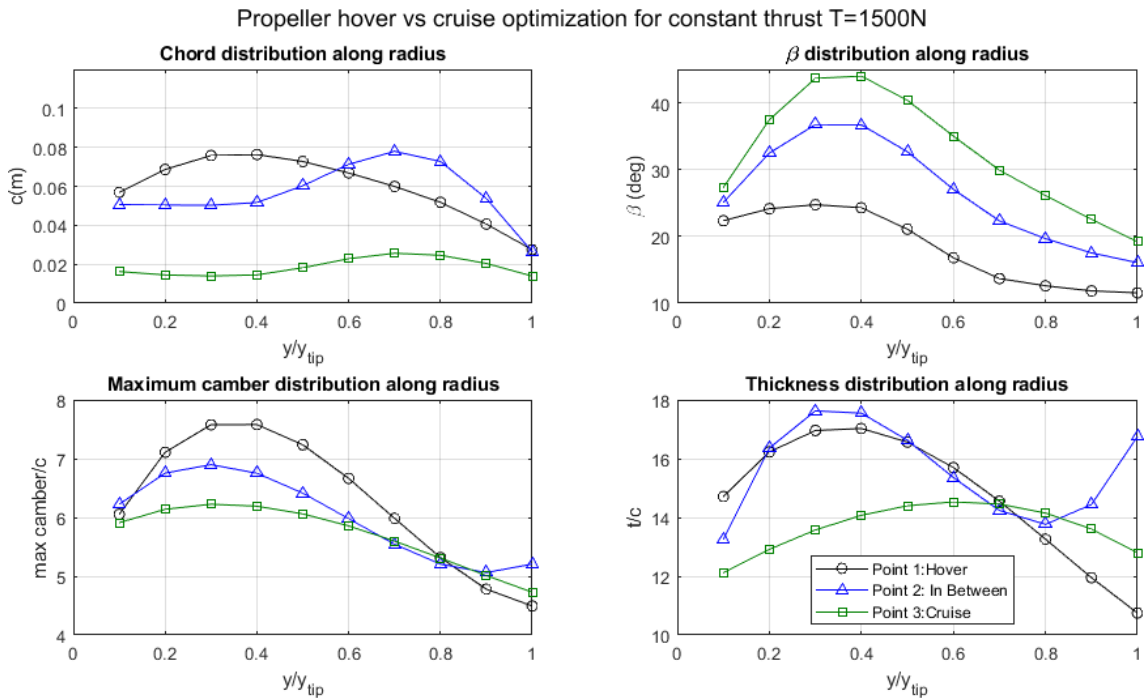 Propeller hover vs cruise optimization for constant thrust T=1500N
Chord distribution along radius
c(m)
0.1
0.08
0.06
0.04
0.02
0
0 0.2 0.4 0.6 0.8 1
y/y_tip
β distribution along radius
β (deg)
40
30
20
10
0 0.2 0.4 0.6 0.8 1
y/y_tip
Maximum camber distribution along radius
max camber/c
8
7
6
5
4
0 0.2 0.4 0.6 0.8 1
y/y_tip
Thickness distribution along radius
t/c
18
16
14
12
10
0 0.2 0.4 0.6 0.8 1
y/y_tip
Point 1:Hover
Point 2: In Between
Point 3:Cruise